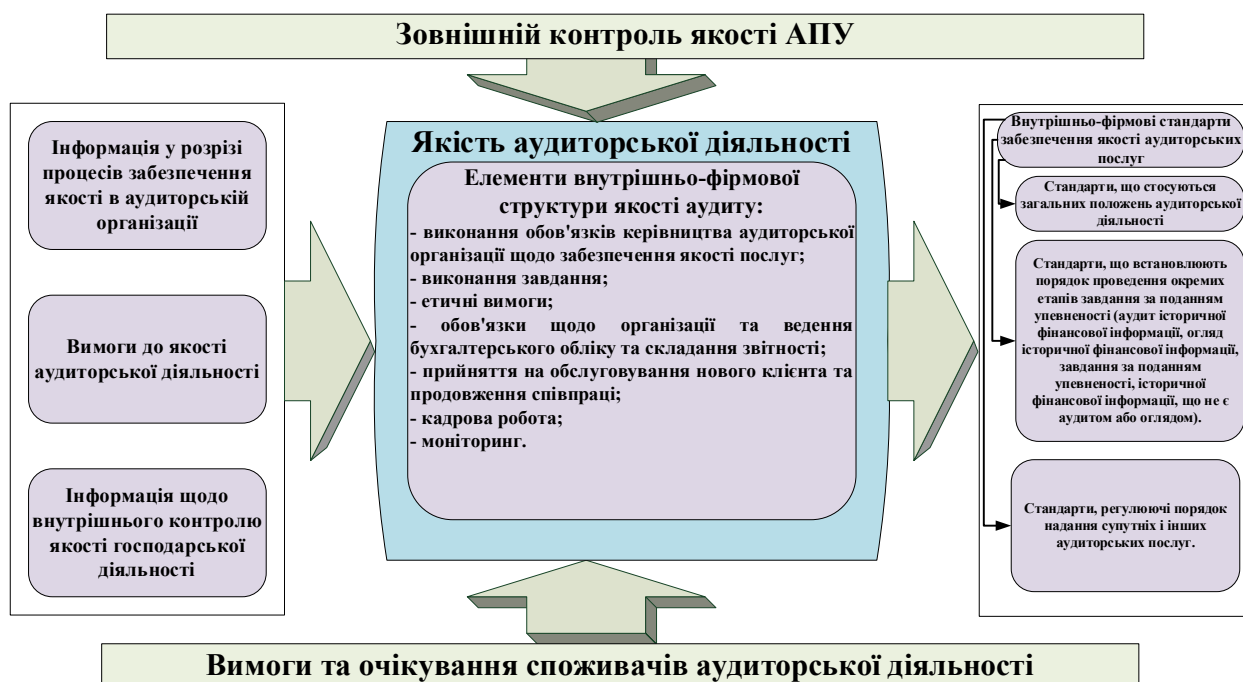 Зовнішній контроль якості АПУ
Інформація у розрізі
процесів забезпечення
якості в аудиторській
організації
Вимоги до якості
аудиторської діяльності
Інформація щодо
внутрішнього контролю
якості господарської
діяльності
Якість аудиторської діяльності
Елементи внутрішньо-фірмової
структури якості аудиту:
- виконання обов'язків керівництва аудиторської
організації щодо забезпечення якості послуг;
- виконання завдання;
- етичні вимоги;
- обов'язки щодо організації та ведення
бухгалтерського обліку та складання звітності;
- прийняття на обслуговування нового клієнта та
продовження співпраці;
- кадрова робота;
- моніторинг.
Внутрішньо-фірмові стандарти
забезпечення якості аудиторських
послуг
Стандарти, що стосуються
загальних положень аудиторської
діяльності
Стандарти, що встановлюють
порядок проведення окремих
етапів завдання за поданням
упевненості (аудит історичної
фінансової інформації, огляд
історичної фінансової інформації,
завдання за поданням
упевненості, історичної
фінансової інформації, що не є
аудитом або оглядом).
Стандарти, регулюючі порядок
надання супутніх і інших
аудиторських послуг.
Вимоги та очікування споживачів аудиторської діяльності